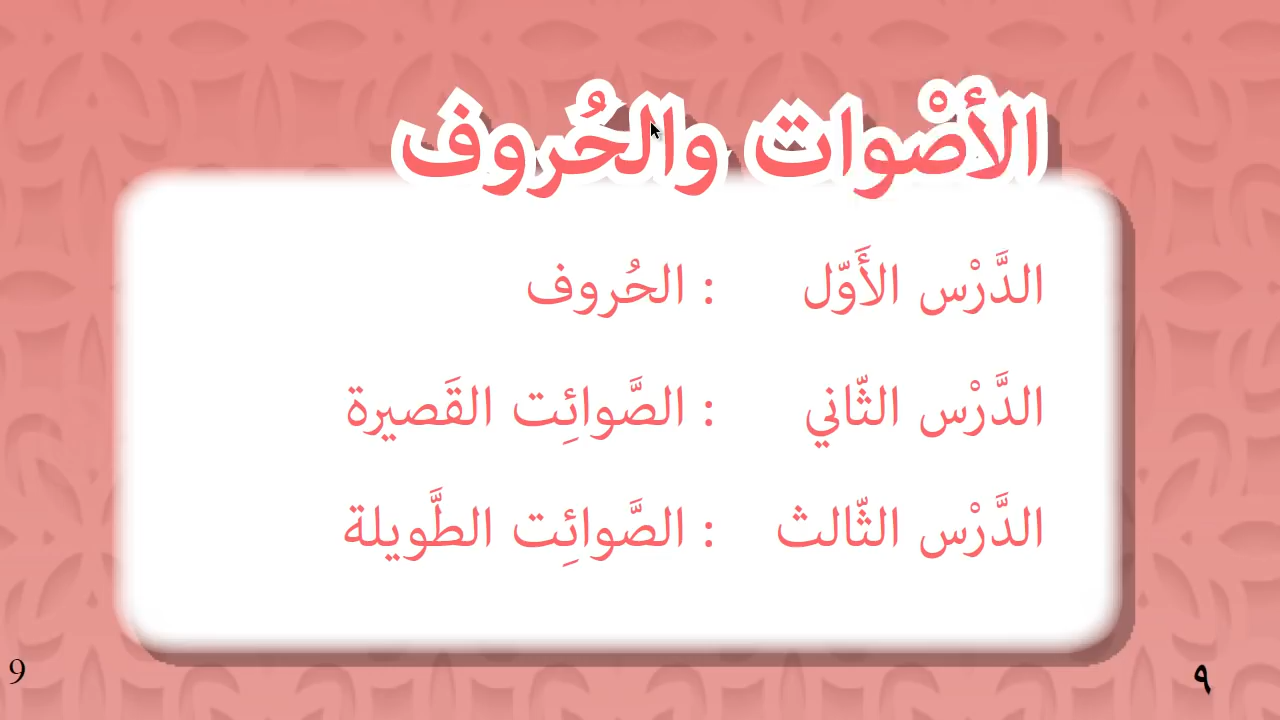 الأصْوات والحُروف
الدَّرْس الأَوّل : الحُروف
الدَّرْس الثّاني : الصَّوائِت القَصيرة
الدَّرْس الثّالث : الصَّوائِت الطَّويلة
9
٩